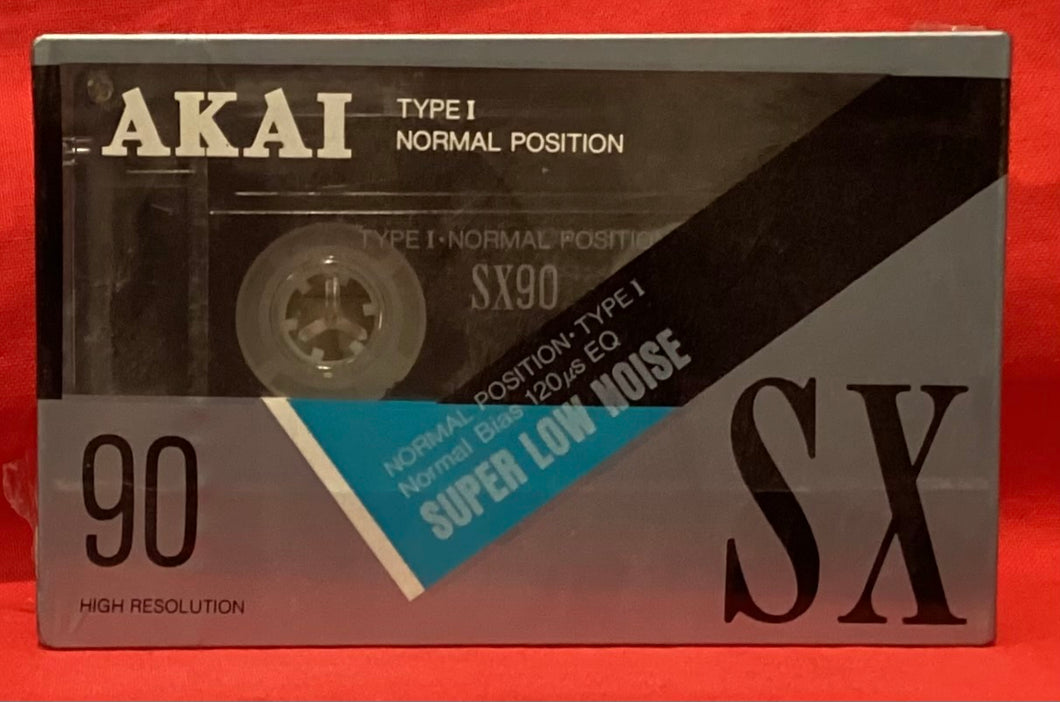 AKAI
TYPE I
NORMAL POSITION
TYPE I·NORMAL POSITION
SX90
NORMAL POSITION·TYPE I
Normal Bias 120µs EQ
SUPER LOW NOISE
90
HIGH RESOLUTION
SX